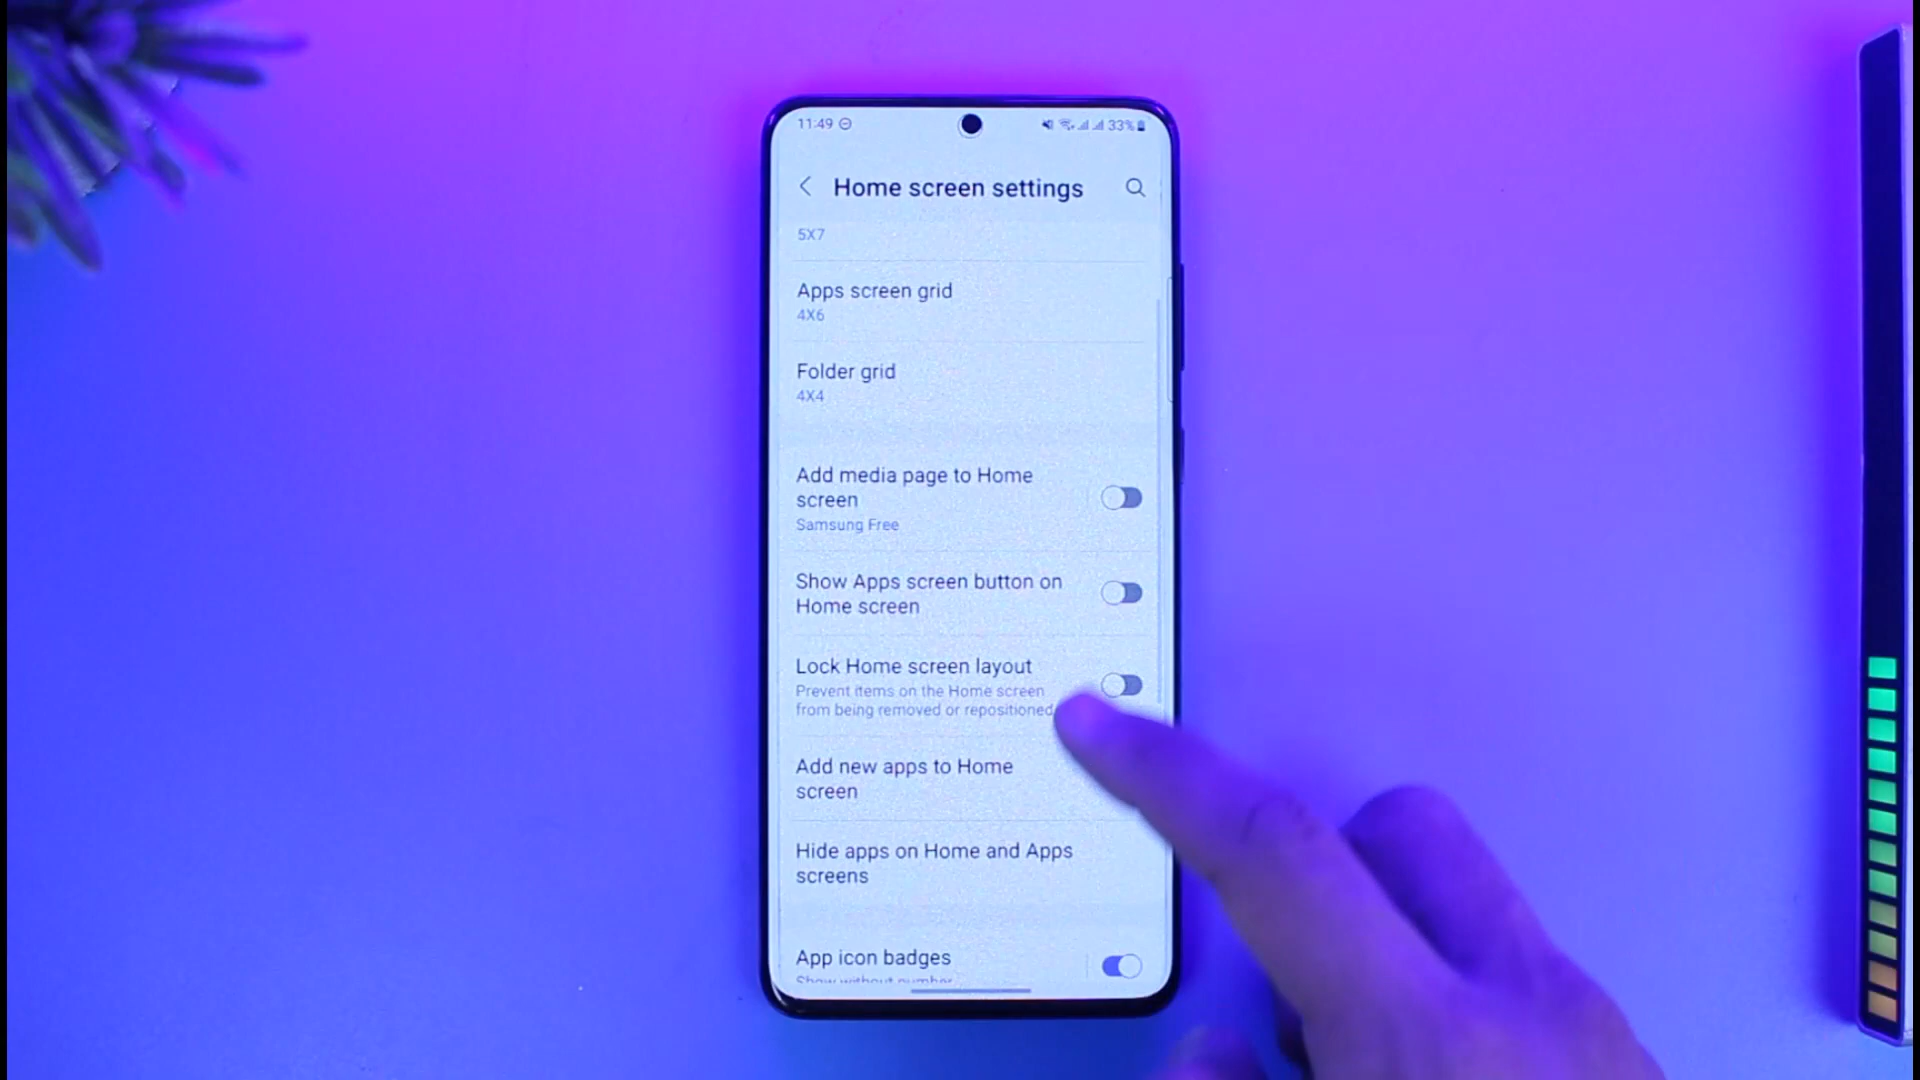 11:49
33%
Home screen settings
5X7
Apps screen grid
4X6
Folder grid
4X4
Add media page to Home
screen
Samsung Free
Show Apps screen button on
Home screen
Lock Home screen layout
Prevent items on the Home screen
from being removed or repositioned
Add new apps to Home
screen
Hide apps on Home and Apps
screens
App icon badges
Show without number